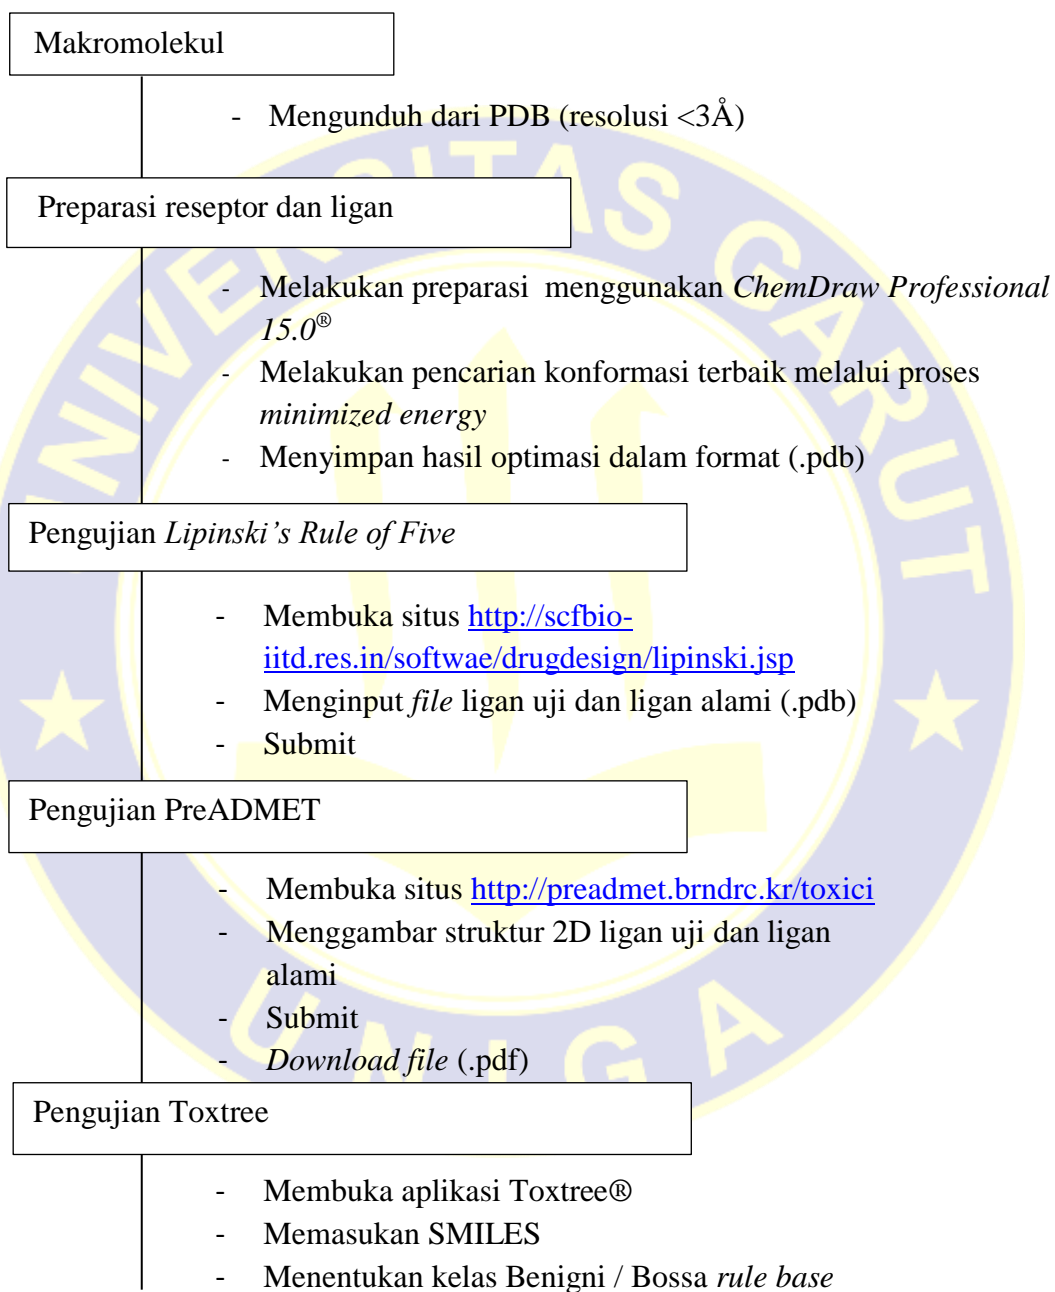 Makromolekul
- Mengunduh dari PDB (resolusi <3Å)
Preparasi reseptor dan ligan
- Melakukan preparasi menggunakan ChemDraw Professional
15.0®
- Melakukan pencarian konformasi terbaik melalui proses
minimized energy
- Menyimpan hasil optimasi dalam format (.pdb)
Pengujian Lipinski’s Rule of Five
- Membuka situs http://scfbio-
iitd.res.in/softwae/drugdesign/lipinski.jsp
- Menginput file ligan uji dan ligan alami (.pdb)
- Submit
Pengujian PreADMET
- Membuka situs http://preadmet.brndrc.kr/toxici
- Menggambar struktur 2D ligan uji dan ligan
alami
- Submit
- Download file (.pdf)
Pengujian Toxtree
- Membuka aplikasi Toxtree®
- Memasukan SMILES
- Menentukan kelas Benigni / Bossa rule base
UNIVERSITAS GARUT
UNIGA